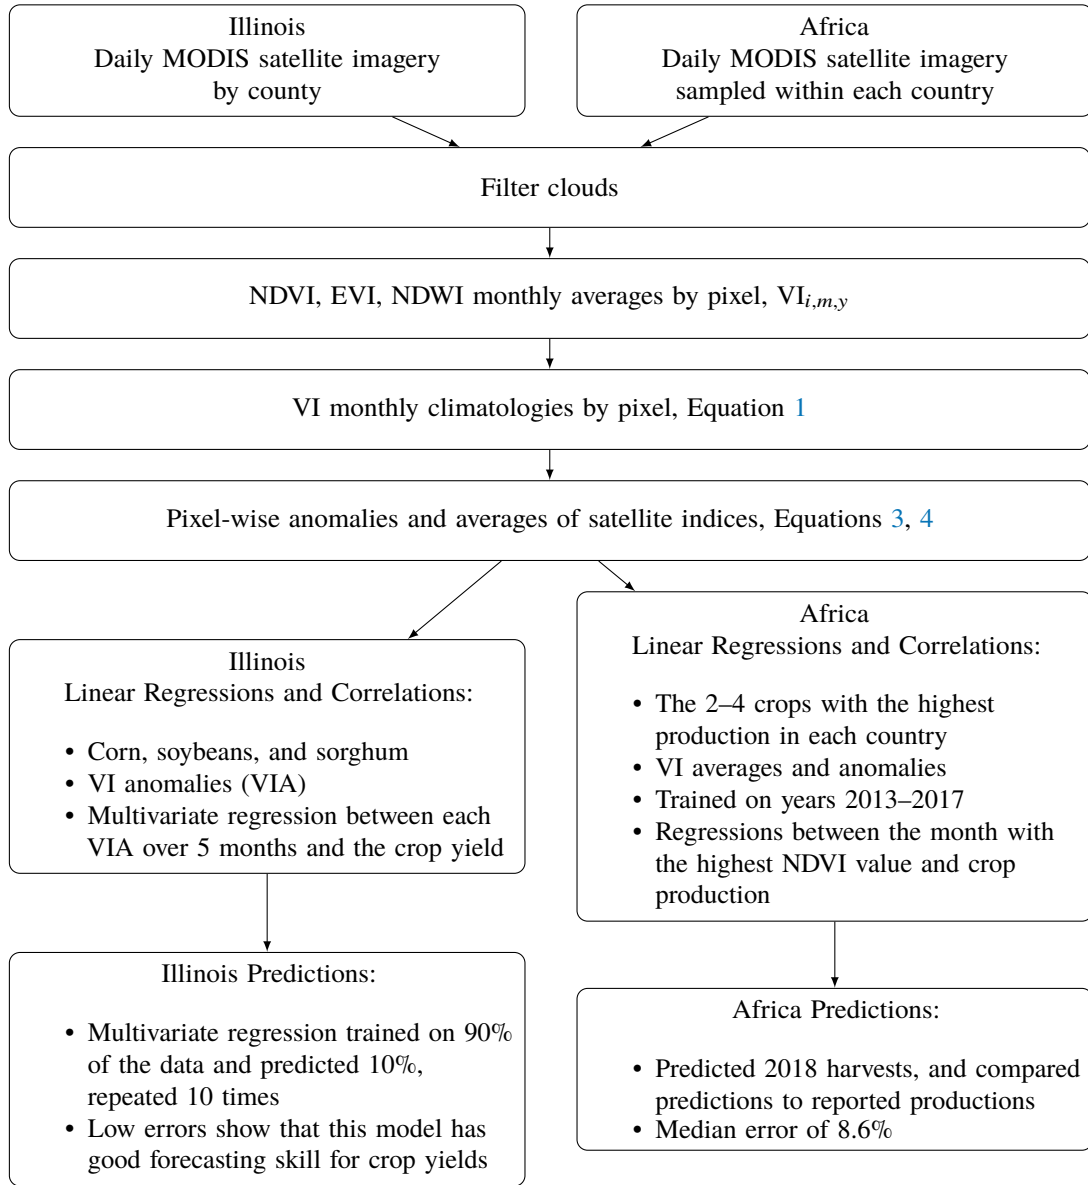 Illinois
Daily MODIS satellite imagery
by county
Africa
Daily MODIS satellite imagery
sampled within each country
Filter clouds
NDVI, EVI, NDWI monthly averages by pixel, VI_{i,m,y}
VI monthly climatologies by pixel, Equation 1
Pixel-wise anomalies and averages of satellite indices, Equations 3, 4
Illinois
Linear Regressions and Correlations:
• Corn, soybeans, and sorghum
• VI anomalies (VIA)
• Multivariate regression between each
VIA over 5 months and the crop yield
Africa
Linear Regressions and Correlations:
• The 2–4 crops with the highest
production in each country
• VI averages and anomalies
• Trained on years 2013–2017
• Regressions between the month with
the highest NDVI value and crop
production
Illinois Predictions:
• Multivariate regression trained on 90%
of the data and predicted 10%,
repeated 10 times
• Low errors show that this model has
good forecasting skill for crop yields
Africa Predictions:
• Predicted 2018 harvests, and compared
predictions to reported productions
• Median error of 8.6%